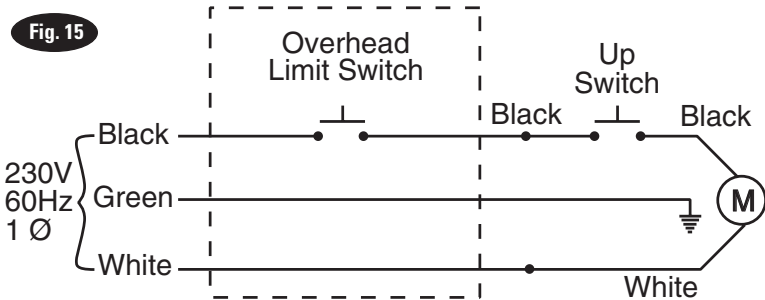 Fig. 15
Overhead
Limit Switch
Up
Switch
Black
Black
Black
230V
60Hz
1 Ø
Green
M
White
White